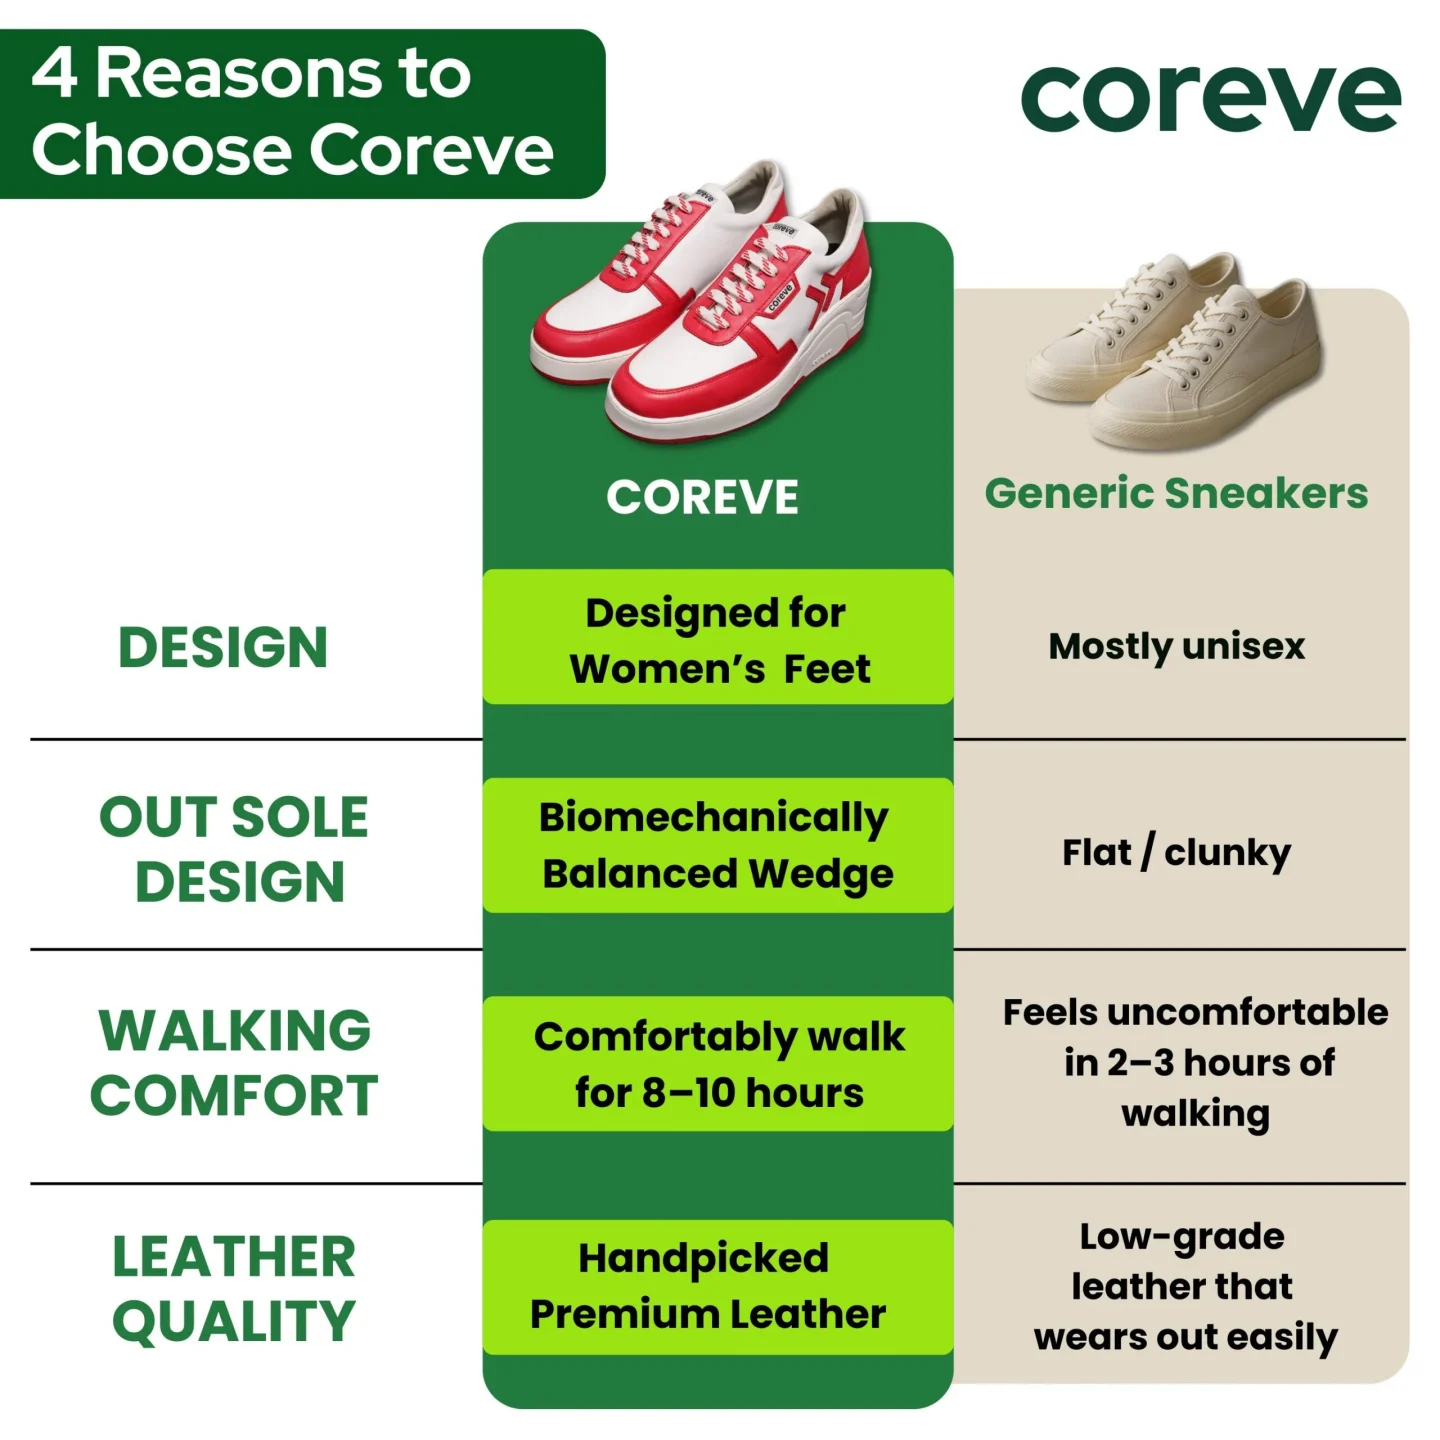 4 Reasons to
Choose Coreve
coreve
coreve
coreve
COREVE
Generic Sneakers
DESIGN
Designed for
Women’s  Feet
Mostly unisex
OUT SOLE
DESIGN
Biomechanically
Balanced Wedge
Flat / clunky
WALKING
COMFORT
Comfortably walk
for 8–10 hours
Feels uncomfortable
in 2–3 hours of
walking
LEATHER
QUALITY
Handpicked
Premium Leather
Low-grade
leather that
wears out easily